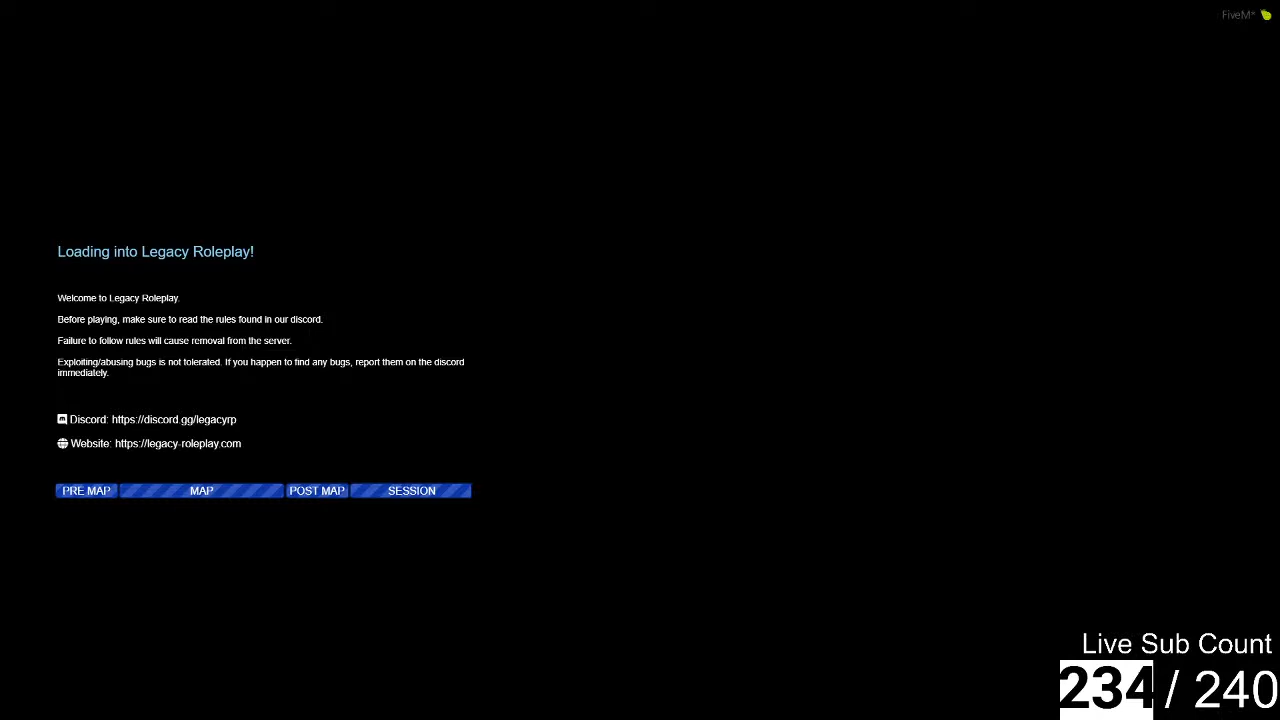 FiveM*
Loading into Legacy Roleplay!
Welcome to Legacy Roleplay.
Before playing, make sure to read the rules found in our discord.
Failure to follow rules will cause removal from the server.
Exploiting/abusing bugs is not tolerated. If you happen to find any bugs, report them on the discord
immediately.
Discord: https://discord.gg/legacyrp
Website: https://legacy-roleplay.com
PRE MAP MAP POST MAP SESSION
Live Sub Count
234 / 240